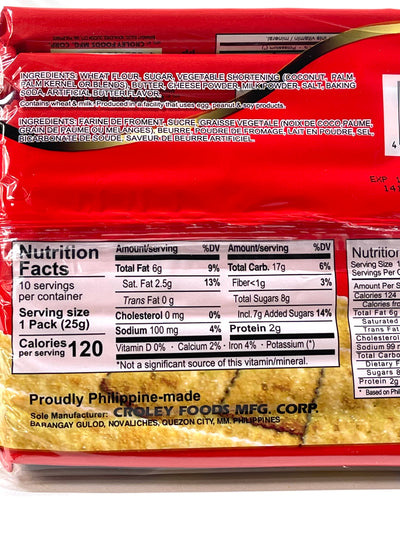 CROLEY FOODS MFG. CORP.
INGREDIENTS: WHEAT FLOUR, SUGAR, VEGETABLE SHORTENING (COCONUT, PALM,
PALM KERNEL OR BLENDS), BUTTER, CHEESE POWDER, MILK POWDER, SALT, BAKING
SODA, ARTIFICIAL BUTTER FLAVOR.
Contains wheat & milk. Produced in a facility that uses egg, peanut & soy products.
INGREDIENTS: FARINE DE FROMENT, SUCRE, GRAISSE VEGETALE (NOIX DE COCO, PAUME,
GRAIN DE PAUME OU MELANGES), BEURRE, POUDRE DE FROMAGE, LAIT EN POUDRE, SEL,
BICARBONATE DE SOUDE, SAVEUR DE BEURRE ARTIFICIEL.
EXP
Nutrition
Facts
10 servings
per container
Serving size
1 Pack (25g)
Calories
per serving 120
Amount/serving %DV
Total Fat 6g 9%
Sat. Fat 2.5g 13%
Trans Fat 0 g
Cholesterol 0 mg 0%
Sodium 100 mg 4%
Amount/serving %DV
Total Carb. 17g 6%
Fiber<1g 3%
Total Sugars 8g
Incl.7g Added Sugars 14%
Protein 2g
Vitamin D 0% • Calcium 2% • Iron 4% • Potassium (*)
*Not a significant source of this vitamin/mineral.
Nutrition
Serving Size
Servings Per
Amount Per
Calories 124
Calories
Total Fat 6g
Saturated
Trans Fat
Cholesterol
Sodium 99
Total Carbo
Dietary
Sugars 8
Protein 2g
Based on
Proudly Philippine-made
Sole Manufacturer: CROLEY FOODS MFG. CORP.
BARANGAY GULOD, NOVALICHES, QUEZON CITY, MM. PHILIPPINES